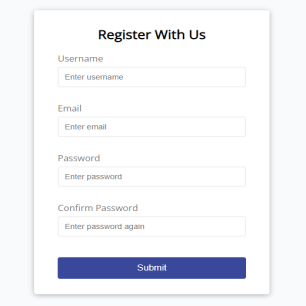 Register With Us
Username
Enter username
Email
Enter email
Password
Enter password
Confirm Password
Enter password again
Submit